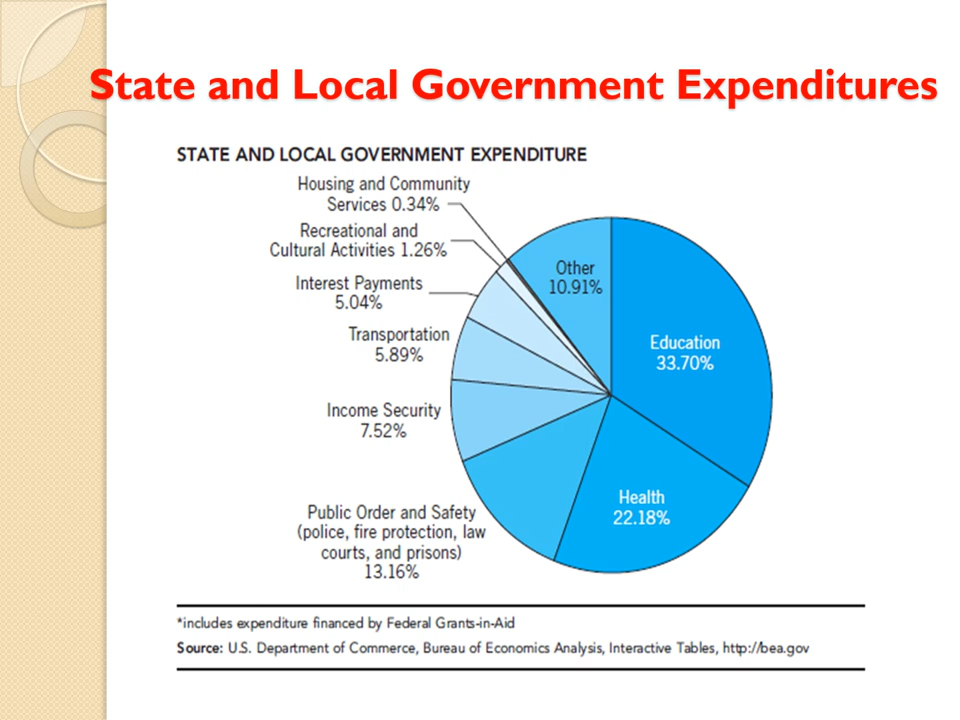 State and Local Government Expenditures
STATE AND LOCAL GOVERNMENT EXPENDITURE
Housing and Community
Services 0.34%
Recreational and
Cultural Activities 1.26%
Interest Payments
5.04%
Transportation
5.89%
Income Security
7.52%
Public Order and Safety
(police, fire protection, law
courts, and prisons)
13.16%
Other
10.91%
Education
33.70%
Health
22.18%
*includes expenditure financed by Federal Grants-in-Aid
Source: U.S. Department of Commerce, Bureau of Economics Analysis, Interactive Tables, http://bea.gov